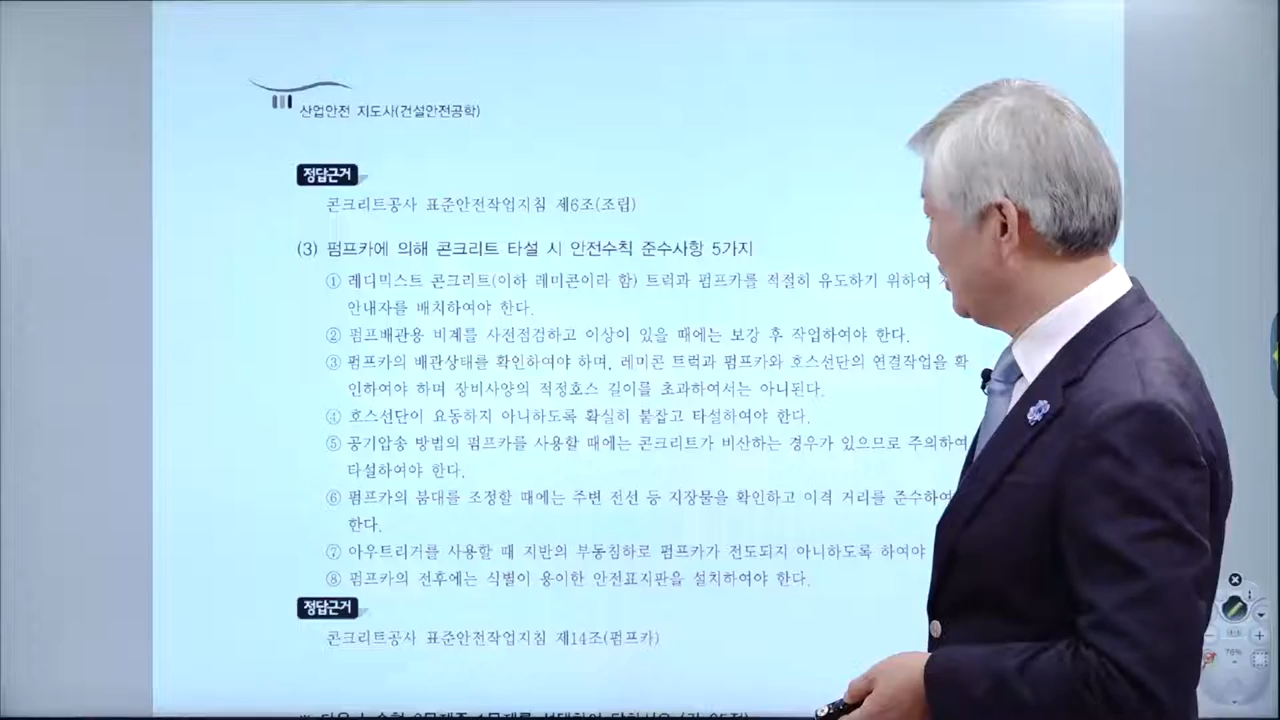 산업안전 지도사(건설안전공학)
정답근거
콘크리트공사 표준안전작업지침 제6조(조립)
(3) 펌프카에 의해 콘크리트 타설 시 안전수칙 준수사항 5가지
① 레디믹스트 콘크리트(이하 레미콘이라 함) 트럭과 펌프카를 적절히 유도하기 위하여
안내자를 배치하여야 한다.
② 펌프배관용 비계를 사전점검하고 이상이 있을 때에는 보강 후 작업하여야 한다.
③ 펌프카의 배관상태를 확인하여야 하며, 레미콘 트럭과 펌프카와 호스선단의 연결작업을 확
인하여야 하며 장비사양의 적정호스 길이를 초과하여서는 아니된다.
④ 호스선단이 요동하지 아니하도록 확실히 붙잡고 타설하여야 한다.
⑤ 공기압송 방법의 펌프카를 사용할 때에는 콘크리트가 비산하는 경우가 있으므로 주의하여
타설하여야 한다.
⑥ 펌프카의 붐대를 조정할 때에는 주변 전선 등 지장물을 확인하고 이격 거리를 준수하여
한다.
⑦ 아우트리거를 사용할 때 지반의 부동침하로 펌프카가 전도되지 아니하도록 하여야
⑧ 펌프카의 전후에는 식별이 용이한 안전표지판을 설치하여야 한다.
정답근거
콘크리트공사 표준안전작업지침 제14조(펌프카)
76%